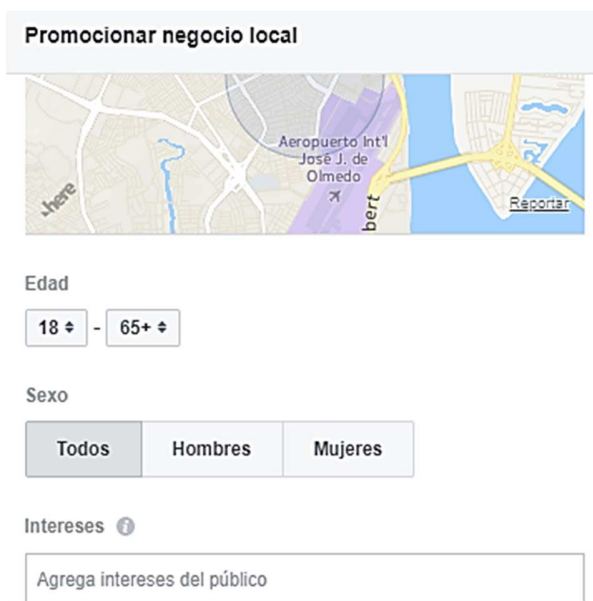 Promocionar negocio local
Aeropuerto Int'l
José J. de
Olmedo
here
bert
Reportar
Edad
18 - 65+
Sexo
Todos Hombres Mujeres
Intereses
Agrega intereses del público